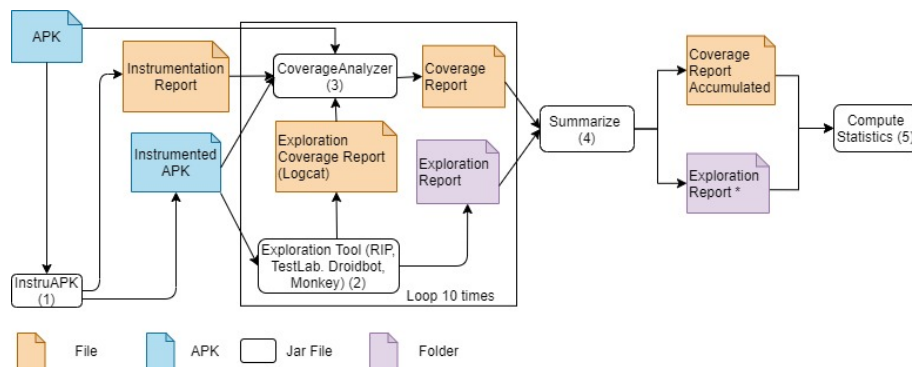 APK
Instrumentation
Report
CoverageAnalyzer
(3)
Coverage
Report
Coverage
Report
Accumulated
Instrumented
APK
Exploration
Coverage Report
(Logcat)
Exploration
Report
Summarize
(4)
Compute
Statistics (5)
Exploration
Report *
InstruAPK
(1)
Exploration Tool (RIP,
TestLab. Droidbot,
Monkey) (2)
Loop 10 times
File
APK
Jar File
Folder